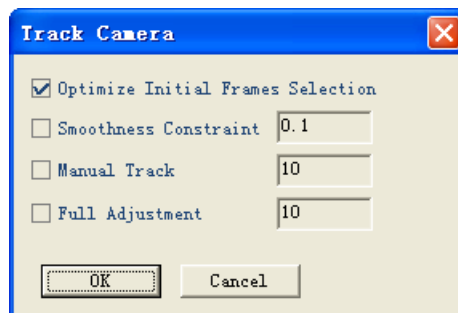 Track Camera
Optimize Initial Frames Selection
Smoothness Constraint 0.1
Manual Track 10
Full Adjustment 10
OK Cancel